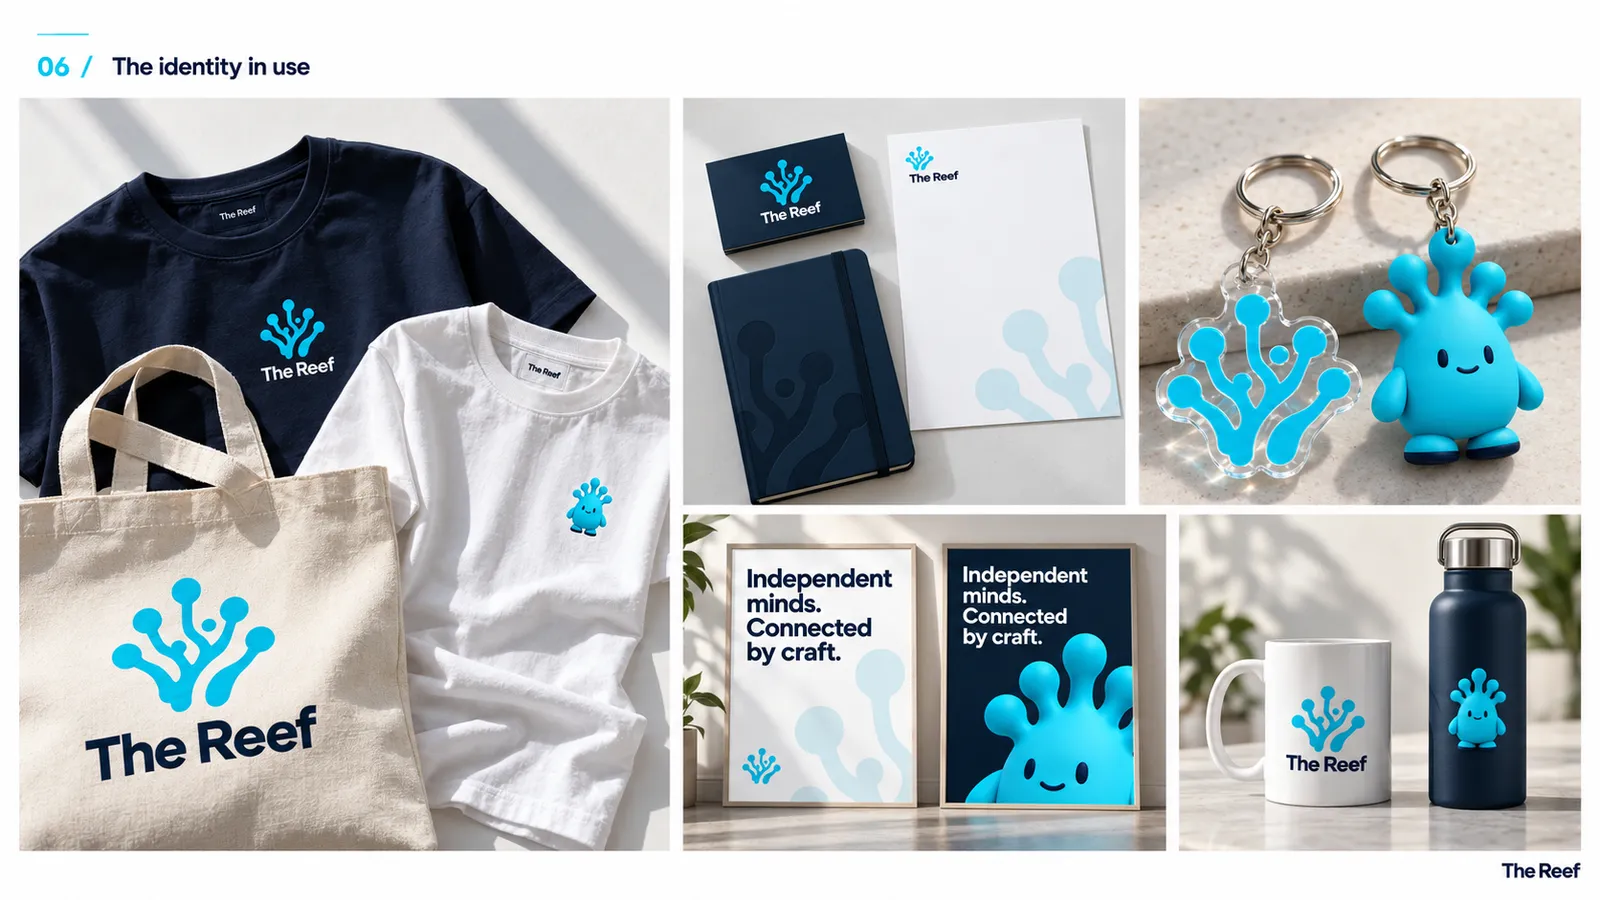 06 / The identity in use
The Reef
The Reef
The Reef
The Reef
The Reef
The Reef
Independent
minds.
Connected
by craft.
Independent
minds.
Connected
by craft.
The Reef
The Reef